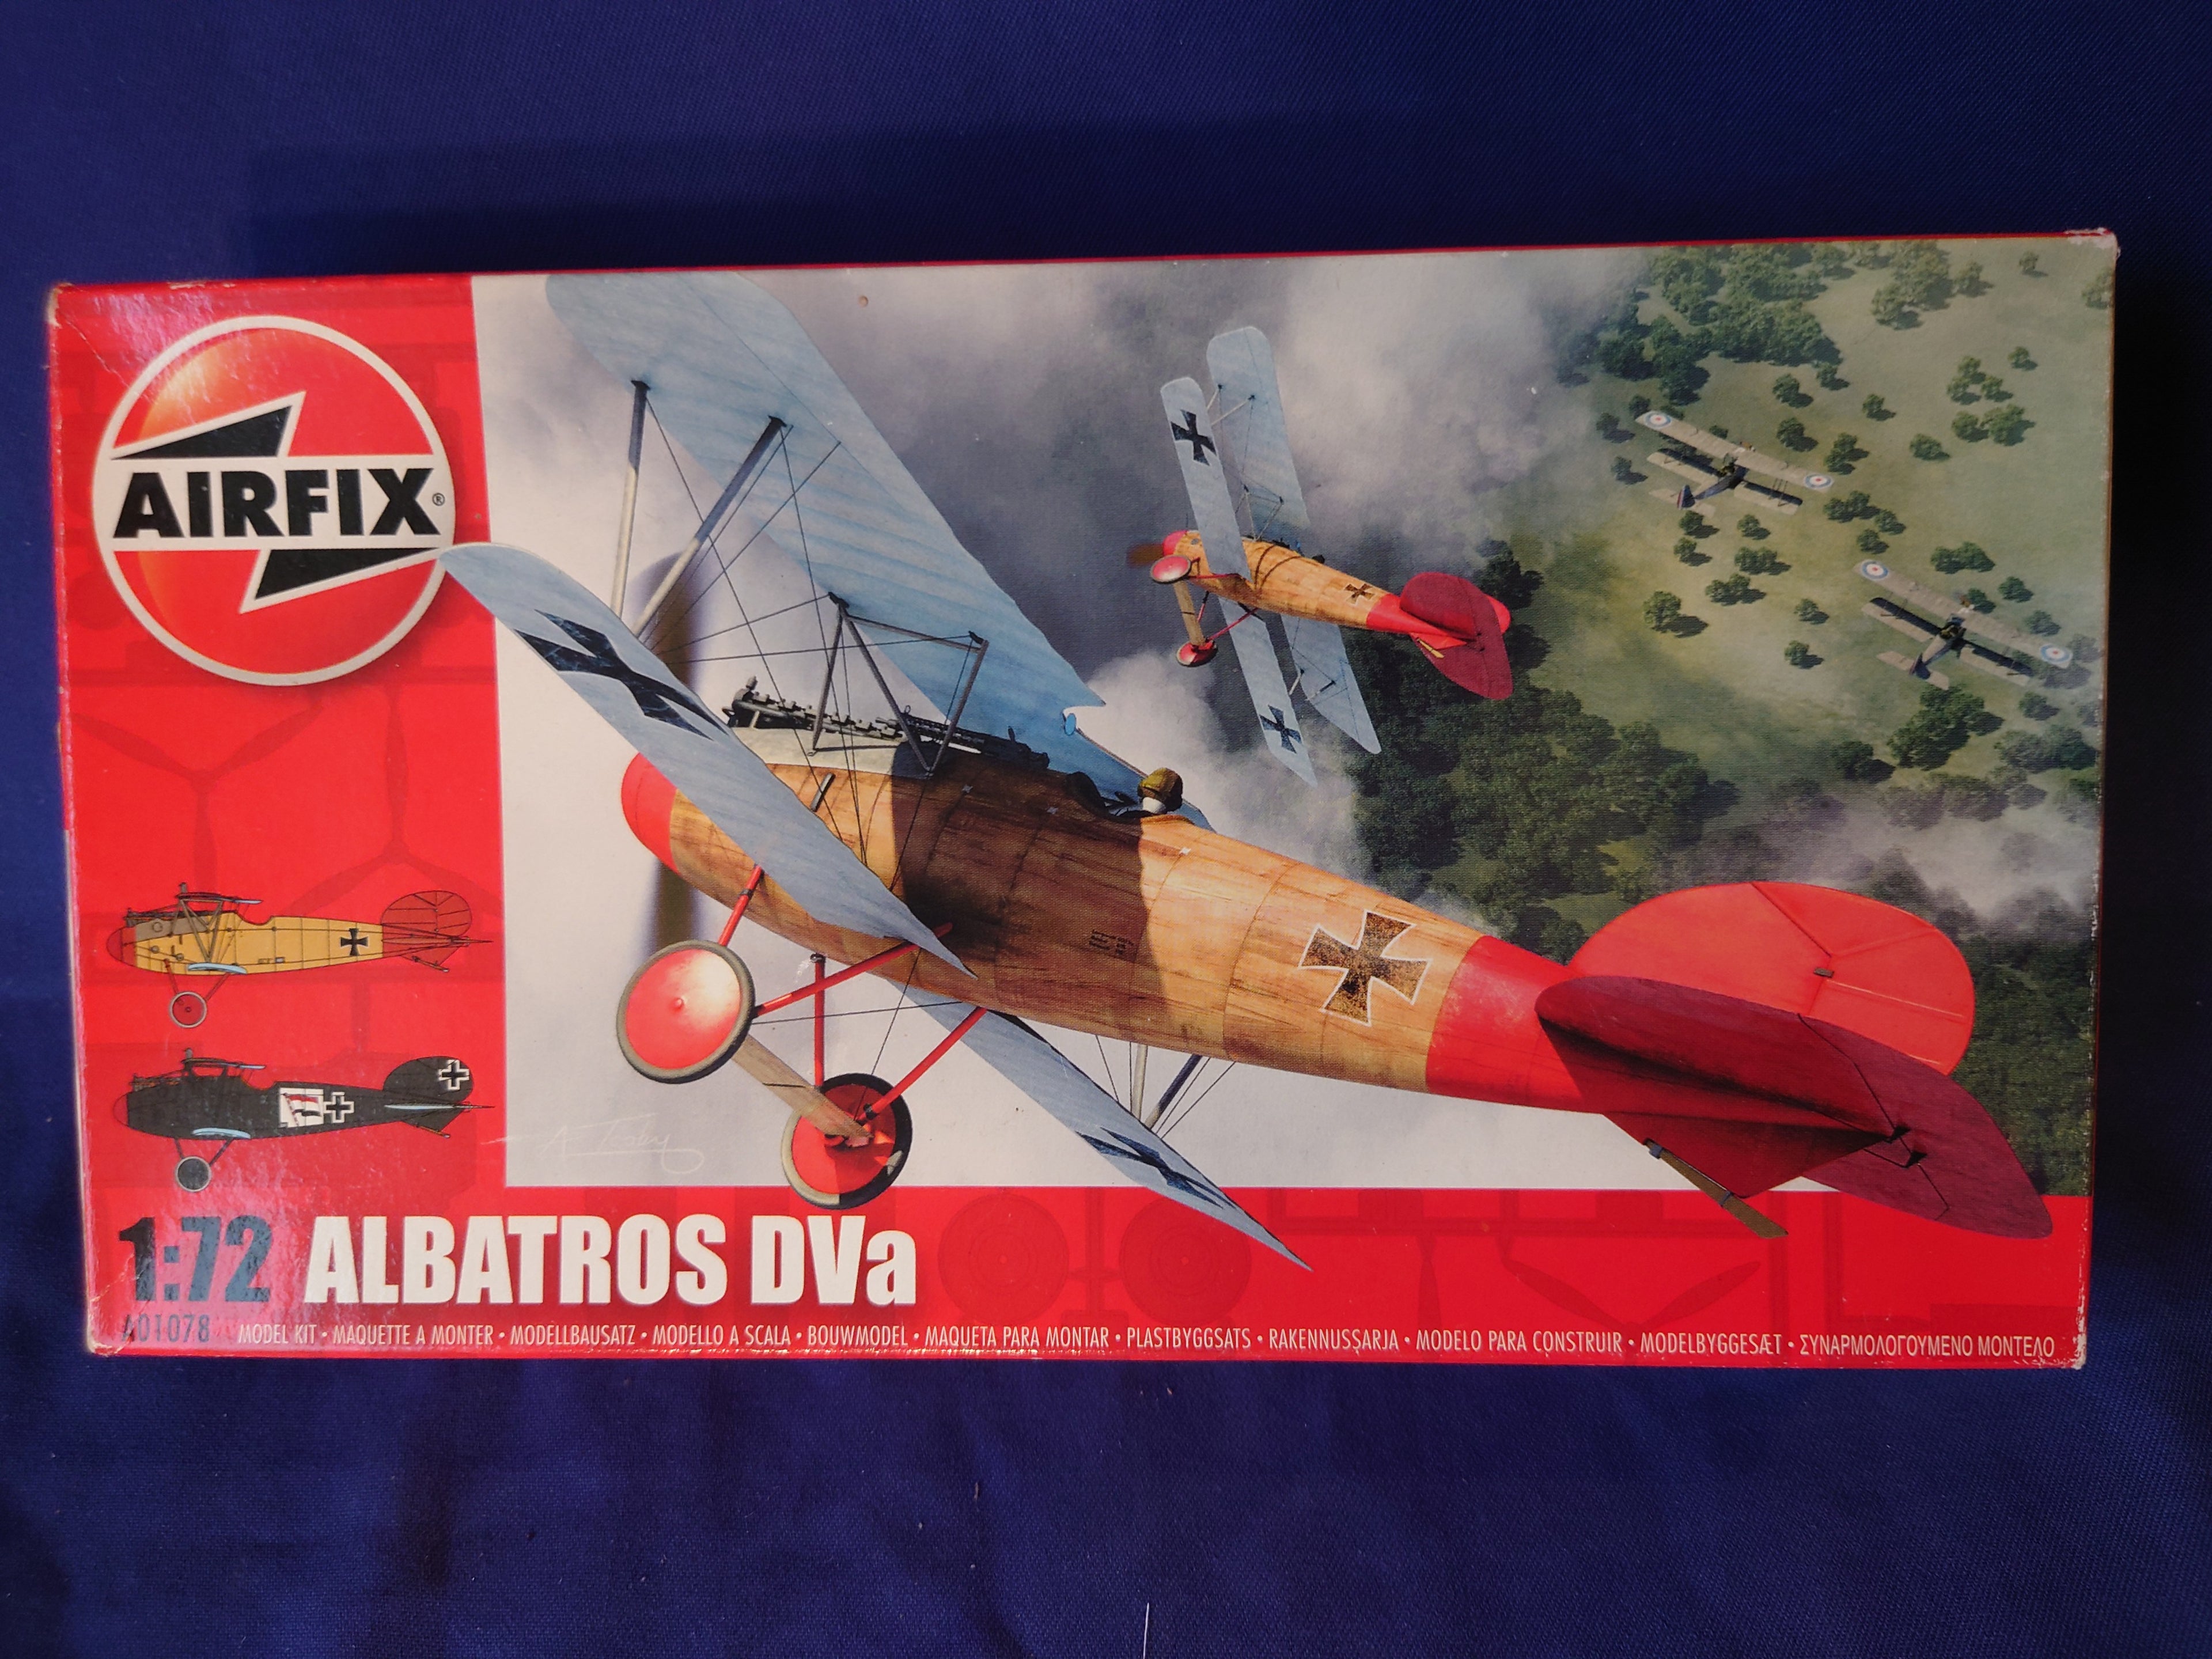 AIRFIX®
1:72 ALBATROS DVa
A01078 MODEL KIT • MAQUETTE A MONTER • MODELLBAUSATZ • MODELLO A SCALA • BOUWMODEL • MAQUETA PARA MONTAR • PLASTBYGGSATS • RAKENNUSSARJA • MODELO PARA CONSTRUIR • MODELBYGGESÆT • ΣΥΝΑΡΜΟΛΟΓΟΥΜΕΝΟ ΜΟΝΤΕΛΟ